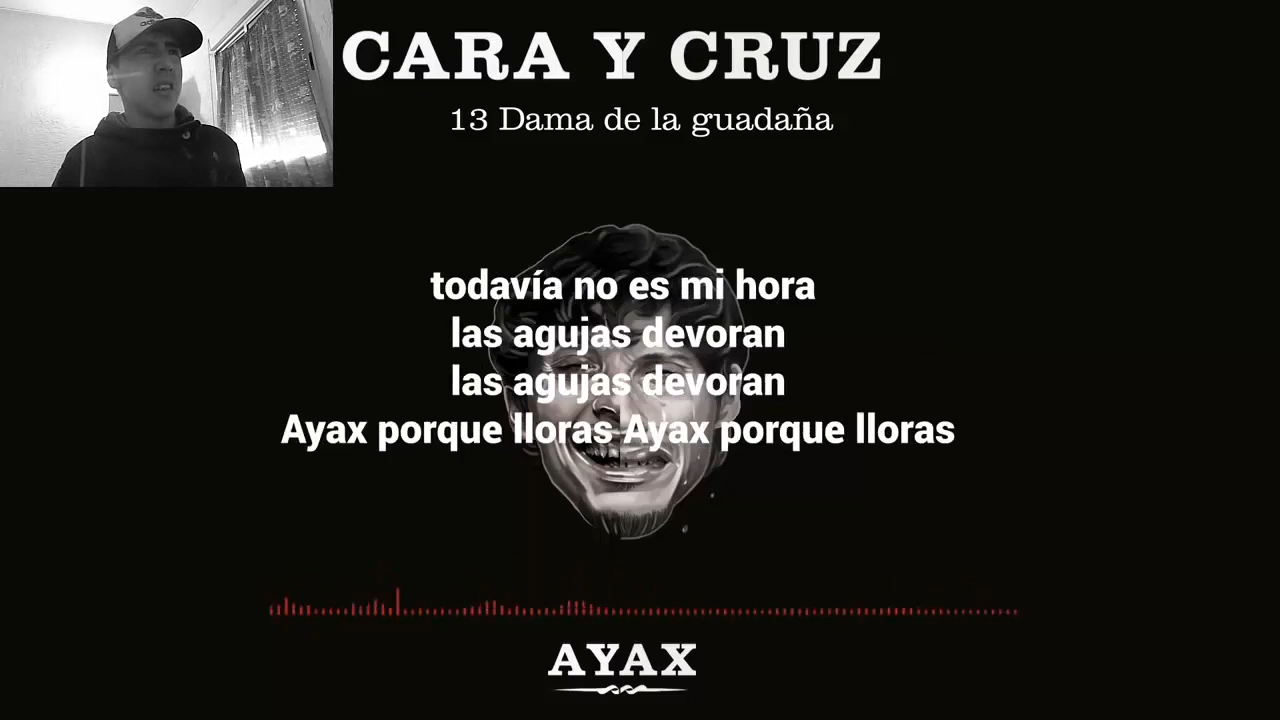 CARA Y CRUZ
13 Dama de la guadaña
todavía no es mi hora
las agujas devoran
las agujas devoran
Ayax porque lloras Ayax porque lloras
AYAX